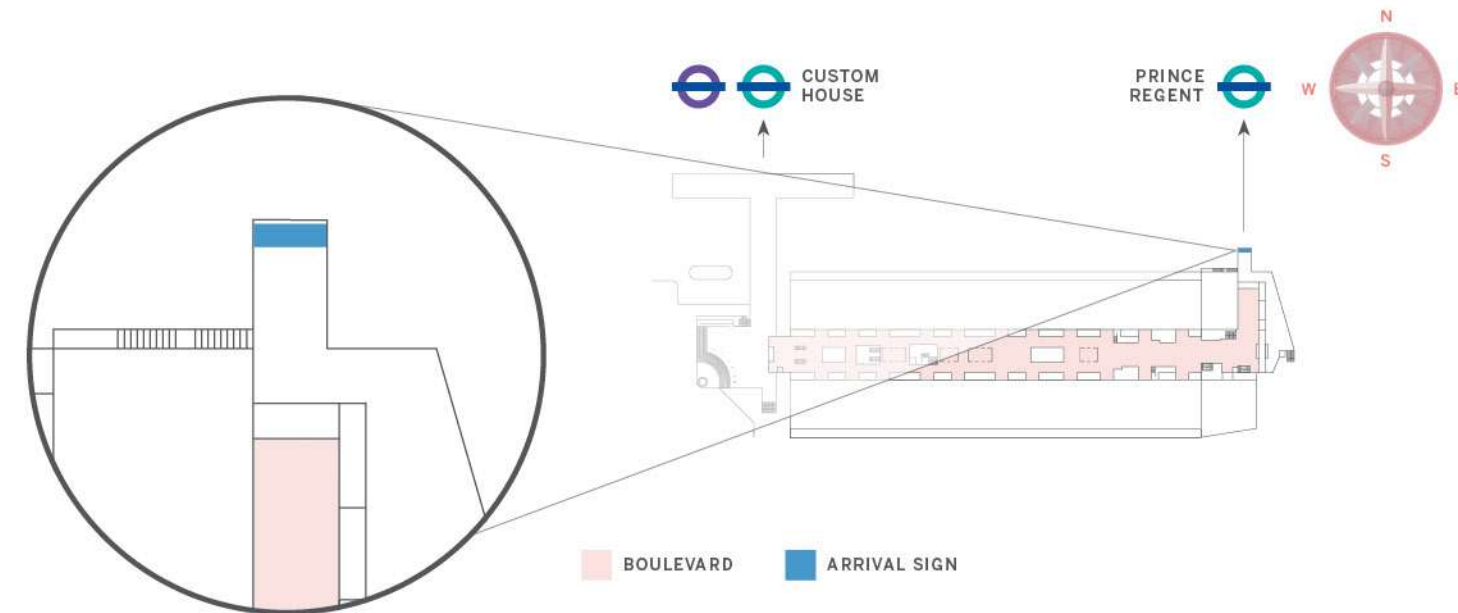 CUSTOM
HOUSE
PRINCE
REGENT
N
W
E
S
BOULEVARD
ARRIVAL SIGN